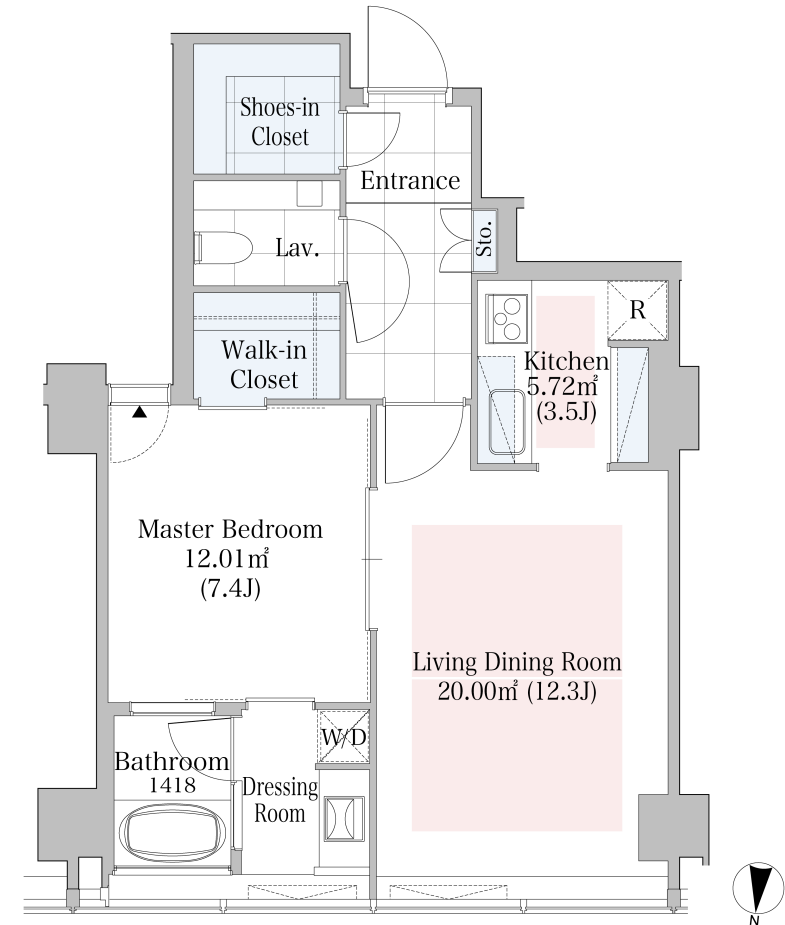 Shoes-in
Closet
Entrance
Lav.
Sto.
Walk-in
Closet
R
Kitchen
5.72㎡
(3.5J)
Master Bedroom
12.01㎡
(7.4J)
Living Dining Room
20.00㎡ (12.3J)
W/D
Bathroom
1418
Dressing
Room
N